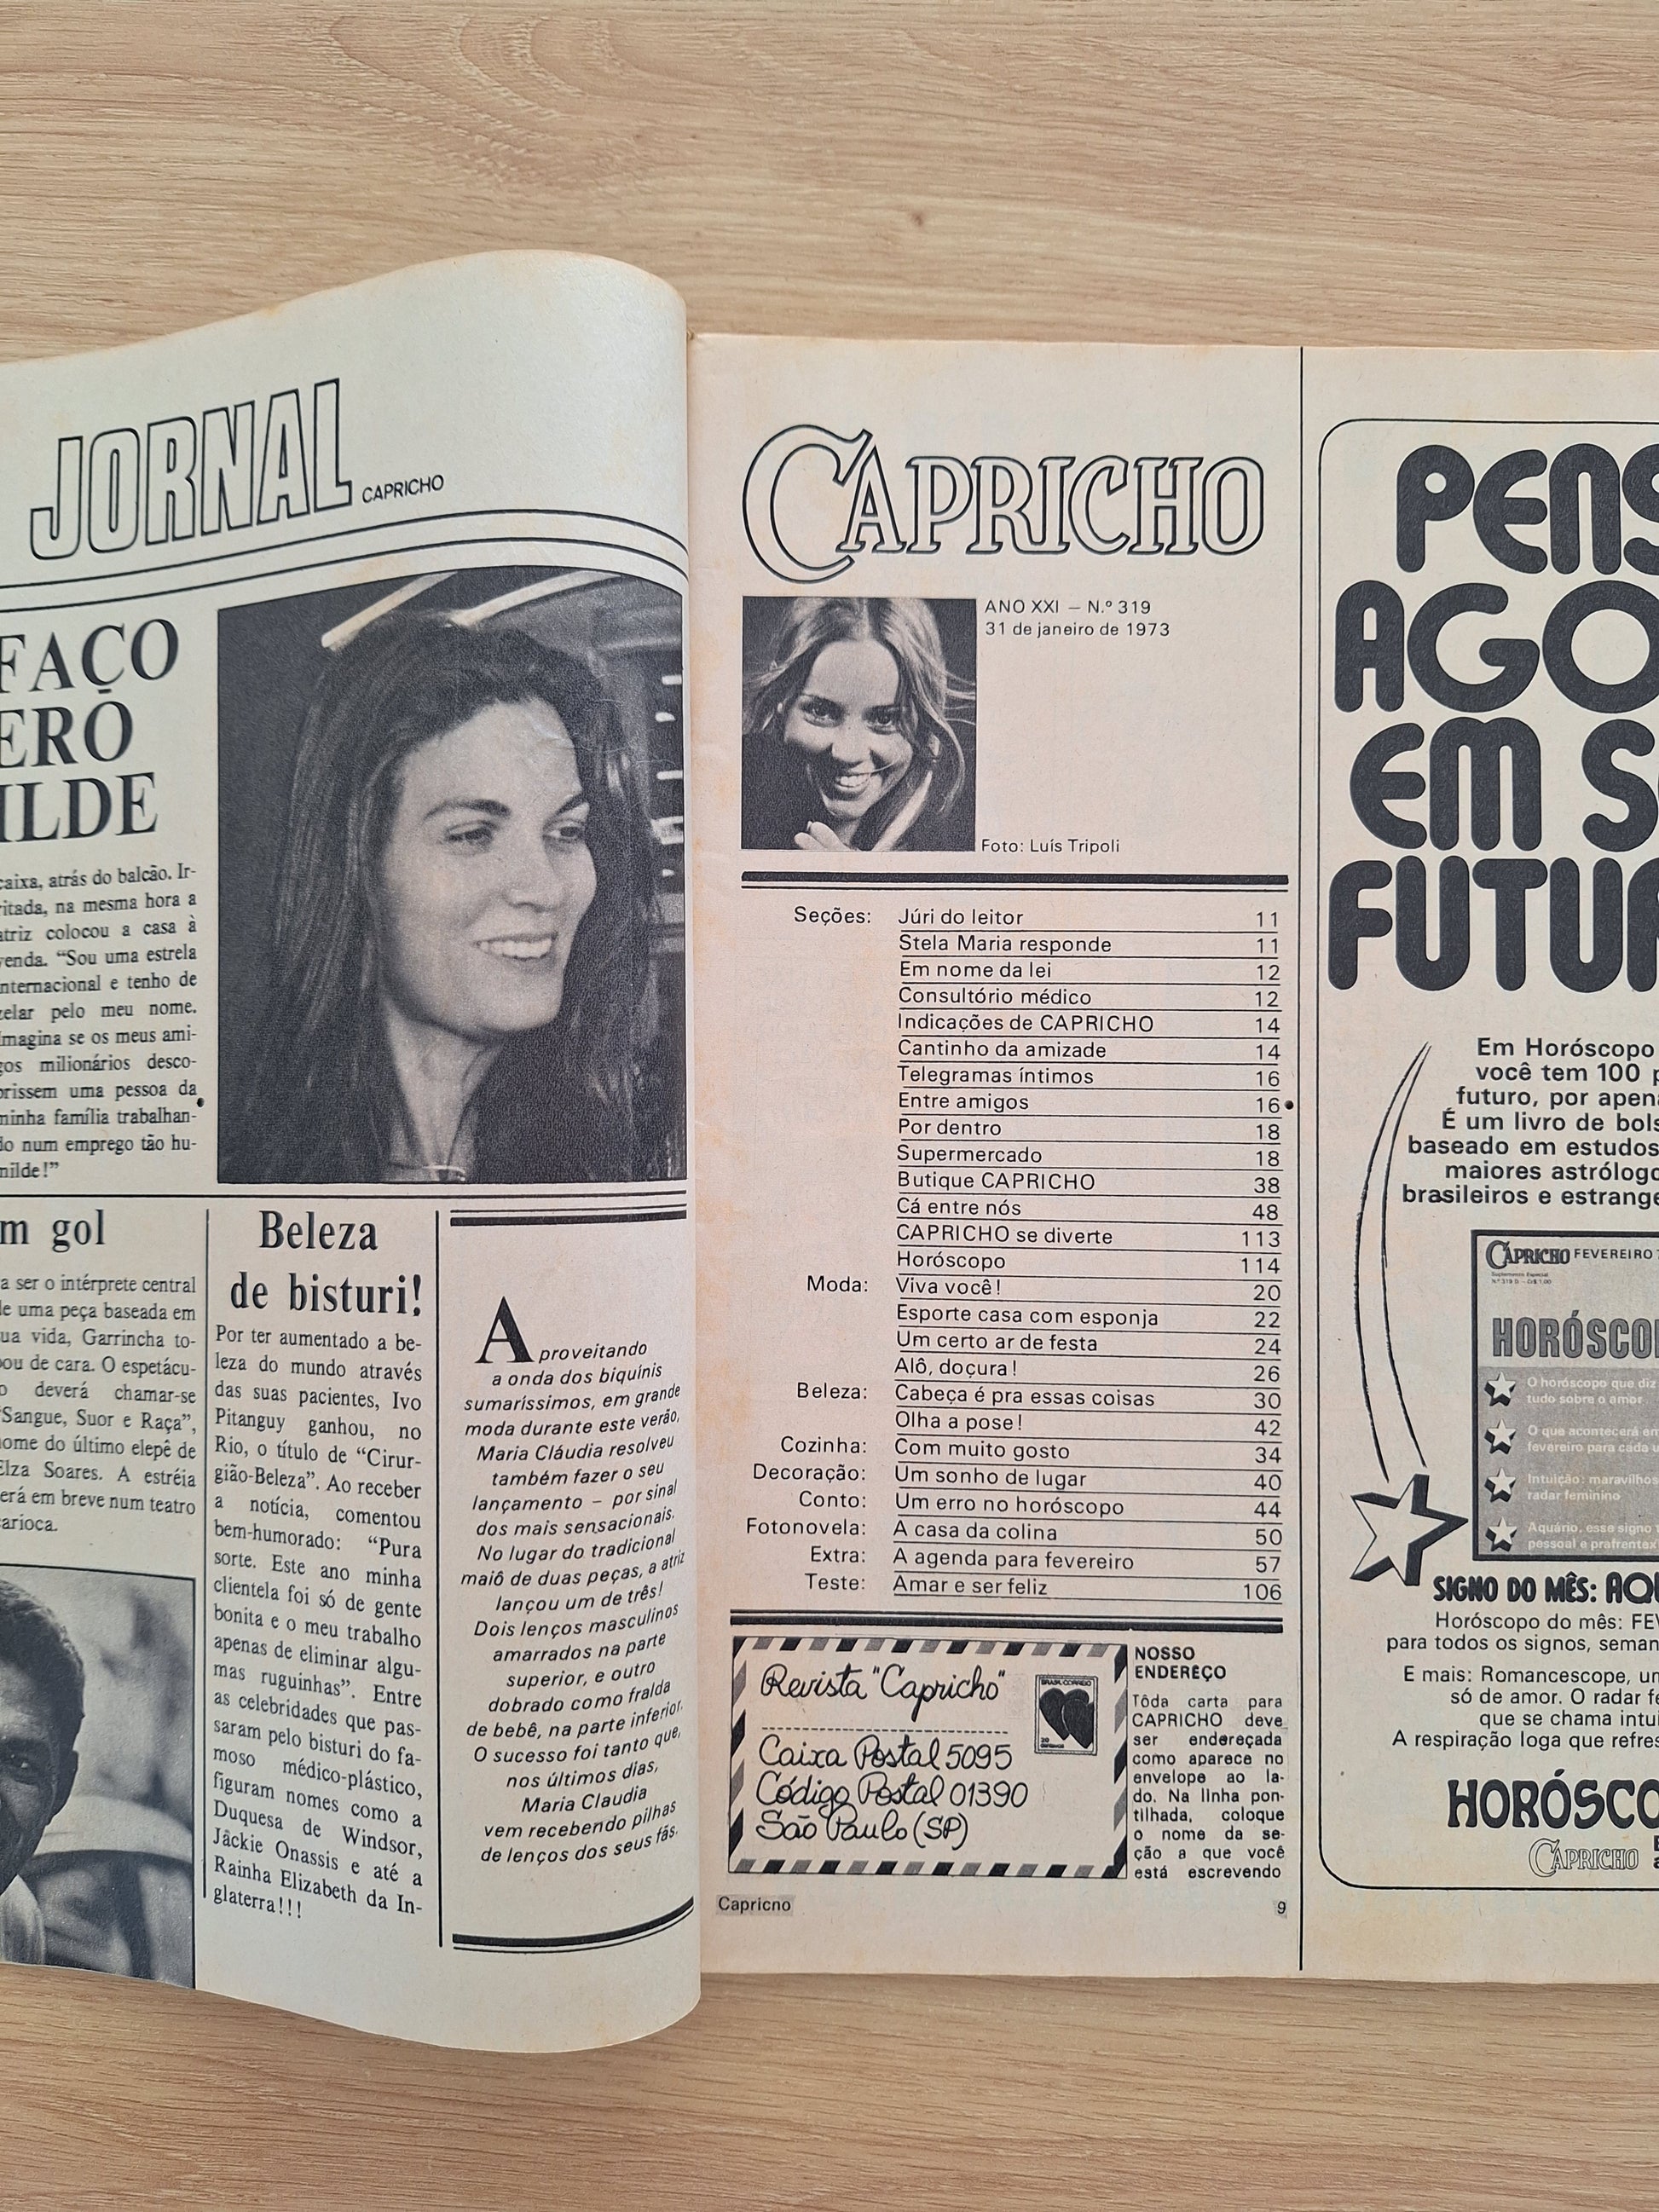 JORNAL CAPRICHO
FAÇO
caixa, atrás do balcão. Ir-
ritada, na mesma hora a
atriz colocou a casa à
venda. “Sou uma estrela
internacional e tenho de
zelar pelo meu nome.
Imagina se os meus ami-
gos milionários desco-
brissem uma pessoa da
minha família trabalhan-
do num emprego tão hu-
milde!”
gol
a ser o intérprete central
de uma peça baseada em
sua vida, Garrincha to-
pou de cara. O espetácu-
lo deverá chamar-se
“Sangue, Suor e Raça”,
nome do último elepê de
Elza Soares. A estréia
será em breve num teatro
carioca.
Beleza
de bisturi!
Por ter aumentado a be-
leza do mundo através
das suas pacientes, Ivo
Pitanguy ganhou, no
Rio, o título de “Cirur-
gião-Beleza”. Ao receber
a notícia, comentou
bem-humorado: “Pura
sorte. Este ano minha
clientela foi só de gente
bonita e o meu trabalho
apenas de eliminar algu-
mas ruguinhas”. Entre
as celebridades que pas-
saram pelo bisturi do fa-
moso médico-plástico,
figuram nomes como a
Duquesa de Windsor,
Jâckie Onassis e até a
Rainha Elizabeth da In-
glaterra!!!
Aproveitando
a onda dos biquínis
sumaríssimos, em grande
moda durante este verão,
Maria Cláudia resolveu
também fazer o seu
lançamento – por sinal
dos mais sensacionais.
No lugar do tradicional
maiô de duas peças, a atriz
lançou um de três!
Dois lenços masculinos
amarrados na parte
superior, e outro
dobrado como fralda
de bebê, na parte inferior.
O sucesso foi tanto que,
nos últimos dias,
Maria Claudia
vem recebendo pilhas
de lenços dos seus fãs.
CAPRICHO
ANO XXI – N.º 319
31 de janeiro de 1973
Foto: Luís Tripoli
Seções: Júri do leitor 11
Stela Maria responde 11
Em nome da lei 12
Consultório médico 12
Indicações de CAPRICHO 14
Cantinho da amizade 14
Telegramas íntimos 16
Entre amigos 16
Por dentro 18
Supermercado 18
Butique CAPRICHO 38
Cá entre nós 48
CAPRICHO se diverte 113
Horóscopo 114
Moda: Viva você! 20
Esporte casa com esponja 22
Um certo ar de festa 24
Alô, doçura! 26
Beleza: Cabeça é pra essas coisas 30
Olha a pose! 42
Cozinha: Com muito gosto 34
Decoração: Um sonho de lugar 40
Conto: Um erro no horóscopo 44
Fotonovela: A casa da colina 50
Extra: A agenda para fevereiro 57
Teste: Amar e ser feliz 106
Revista "Capricho"
Caixa Postal 5095
Código Postal 01390
São Paulo (SP)
BRASIL CORREIO
NOSSO
ENDERÊÇO
Tôda carta para
CAPRICHO deve
ser endereçada
como aparece no
envelope ao la-
do. Na linha pon-
tilhada, coloque
o nome da se-
ção a que você
está escrevendo
Capricho
9
EM
Em Horóscopo
você tem 100
futuro, por
É um livro de
baseado em estudos
maiores
brasileiros e
CAPRICHO FEVEREIRO
Suplemento Especial
O horóscopo que diz
tudo sobre o amor
O que acontecerá em
fevereiro para cada
Intuição:
radar feminino
Aquário, esse signo
pessoal e
SIGNO DO MÊS:
Horóscopo do mês:
para todos os signos,
E mais: Romancescope,
só de amor. O radar
que se chama
A respiração Ioga que
CAPRICHO